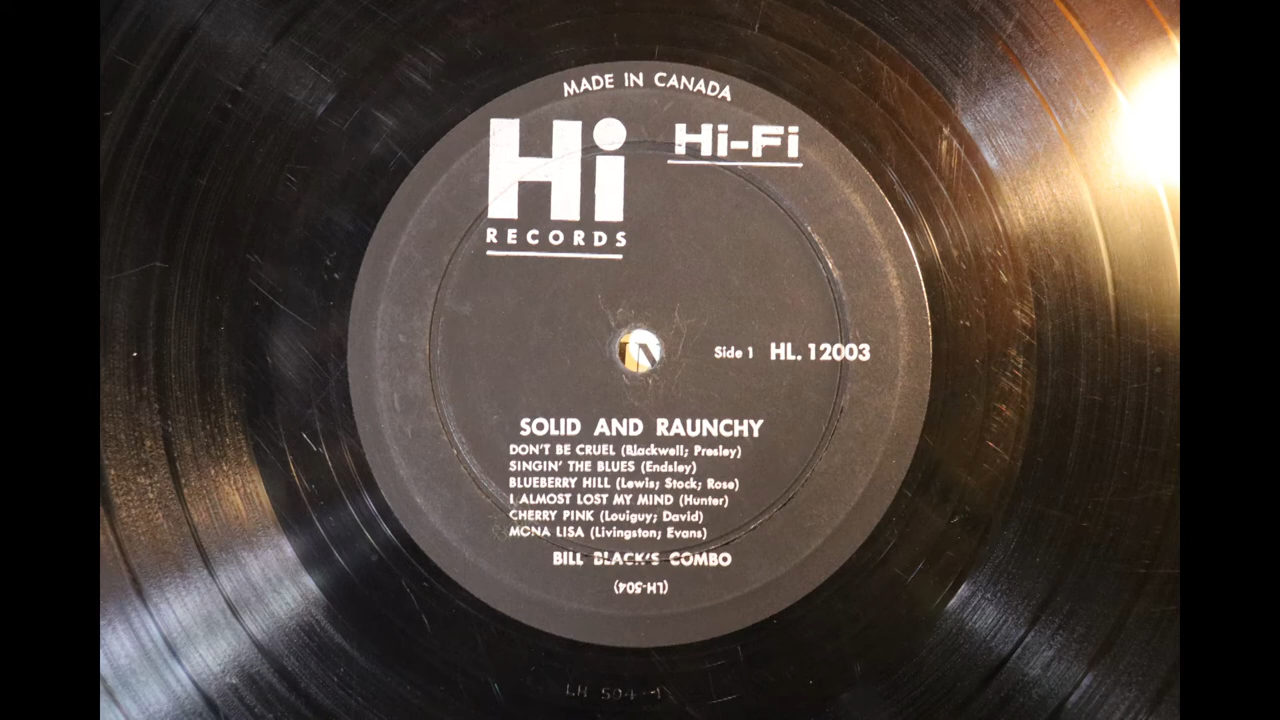 MADE IN CANADA
Hi
Hi-Fi
RECORDS
Side 1 HL. 12003
SOLID AND RAUNCHY
DON'T BE CRUEL (Blackwell; Presley)
SINGIN' THE BLUES (Endsley)
BLUEBERRY HILL (Lewis; Stock; Rose)
I ALMOST LOST MY MIND (Hunter)
CHERRY PINK (Louiguy; David)
MONA LISA (Livingston; Evans)
BILL BLACK'S COMBO
(LH-504)
LH 504-1